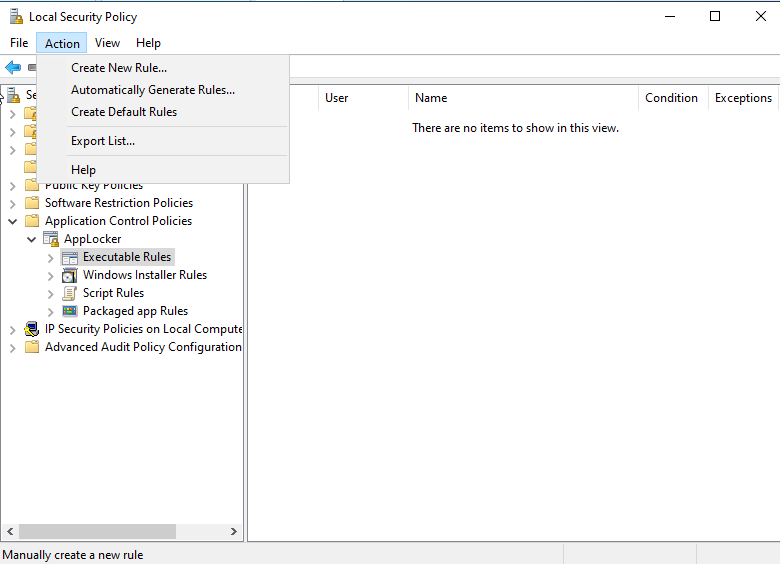 Local Security Policy
File Action View Help
Create New Rule...
Automatically Generate Rules...
Create Default Rules
Export List...
Help
User Name Condition Exceptions
There are no items to show in this view.
Se
Public Key Policies
Software Restriction Policies
Application Control Policies
AppLocker
Executable Rules
Windows Installer Rules
Script Rules
Packaged app Rules
IP Security Policies on Local Compute
Advanced Audit Policy Configuration
Manually create a new rule